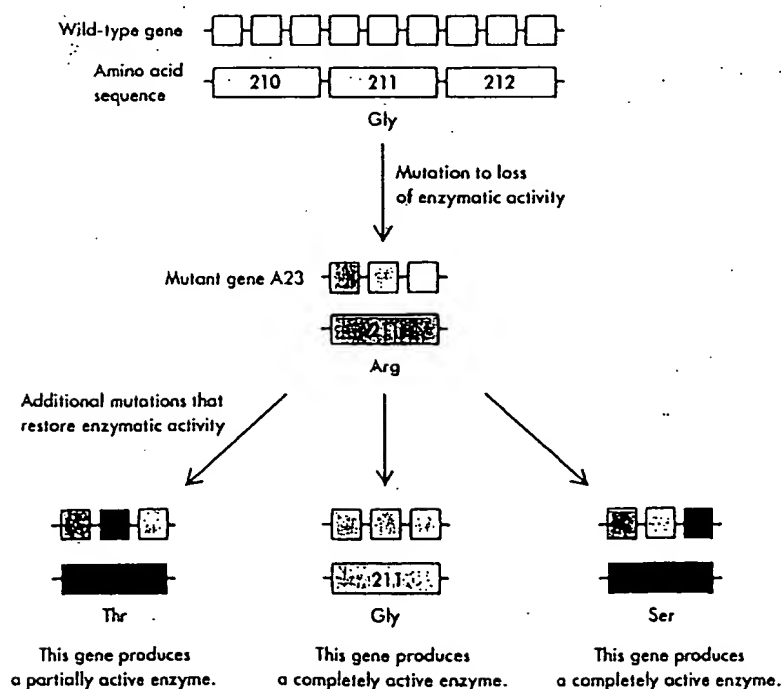 Wild-type gene
Amino acid
sequence
210
211
212
Gly
Mutation to loss
of enzymatic activity
Mutant gene A23
211
Arg
Additional mutations that
restore enzymatic activity
211
Thr
Gly
Ser
This gene produces
a partially active enzyme.
This gene produces
a completely active enzyme.
This gene produces
a completely active enzyme.